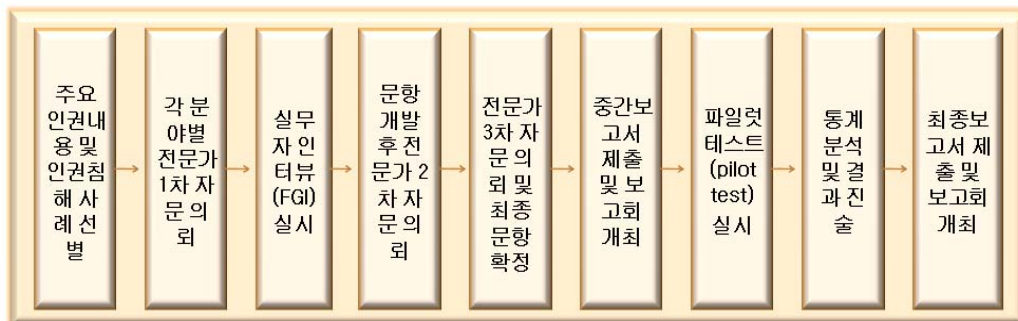 주요
인권내
용 및
인권침
해 사
례 선
별
각 분
야별
전문가
1차 자
문 의
뢰
실무
자 인
터뷰
(FGI)
실시
문항
개발
후 전
문가 2
차 자
문 의
뢰
전문가
3차 자
문 의
뢰 및
최종
문항
확정
중간보
고서
제출
및 보
고회
개최
파일럿
테스트
(pilot
test)
실시
통계
분석
및 결
과 진
술
최종보
고서 제
출 및
보고회
개최